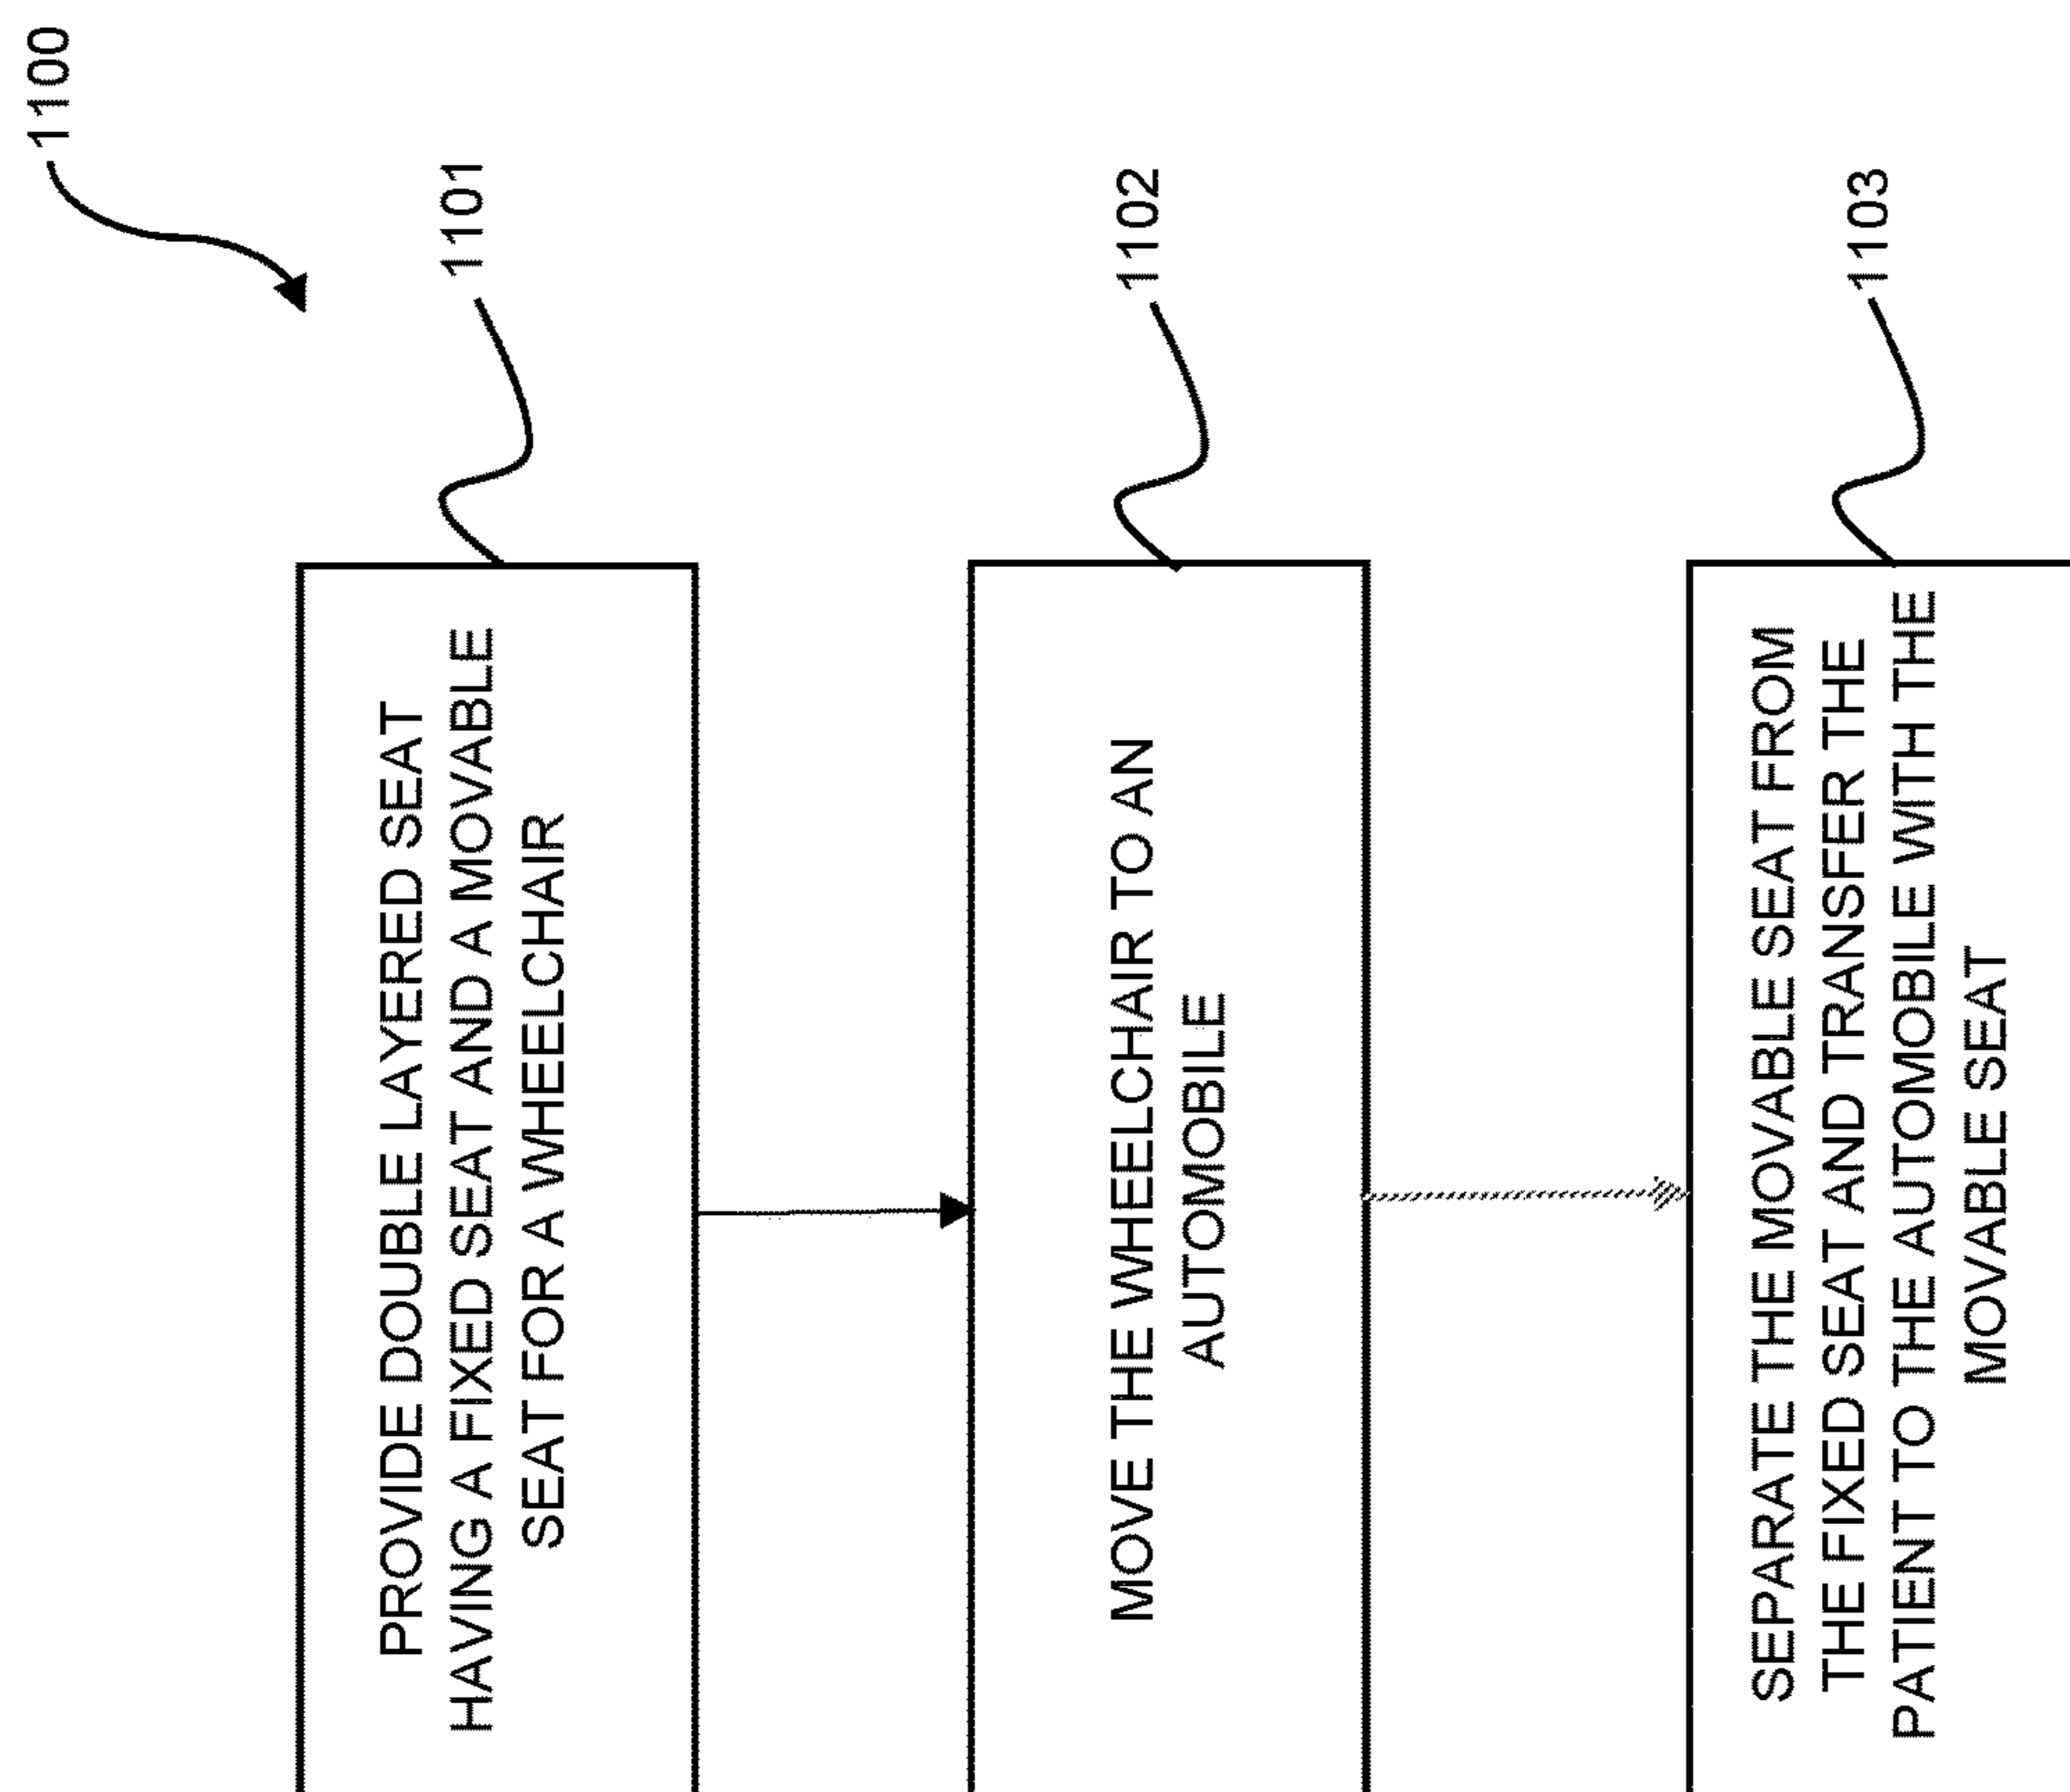 1100
1101
PROVIDE DOUBLE LAYERED SEAT
HAVING A FIXED SEAT AND A MOVABLE
SEAT FOR A WHEELCHAIR
1102
MOVE THE WHEELCHAIR TO AN
AUTOMOBILE
1103
SEPARATE THE MOVABLE SEAT FROM
THE FIXED SEAT AND TRANSFER THE
PATIENT TO THE AUTOMOBILE WITH THE
MOVABLE SEAT